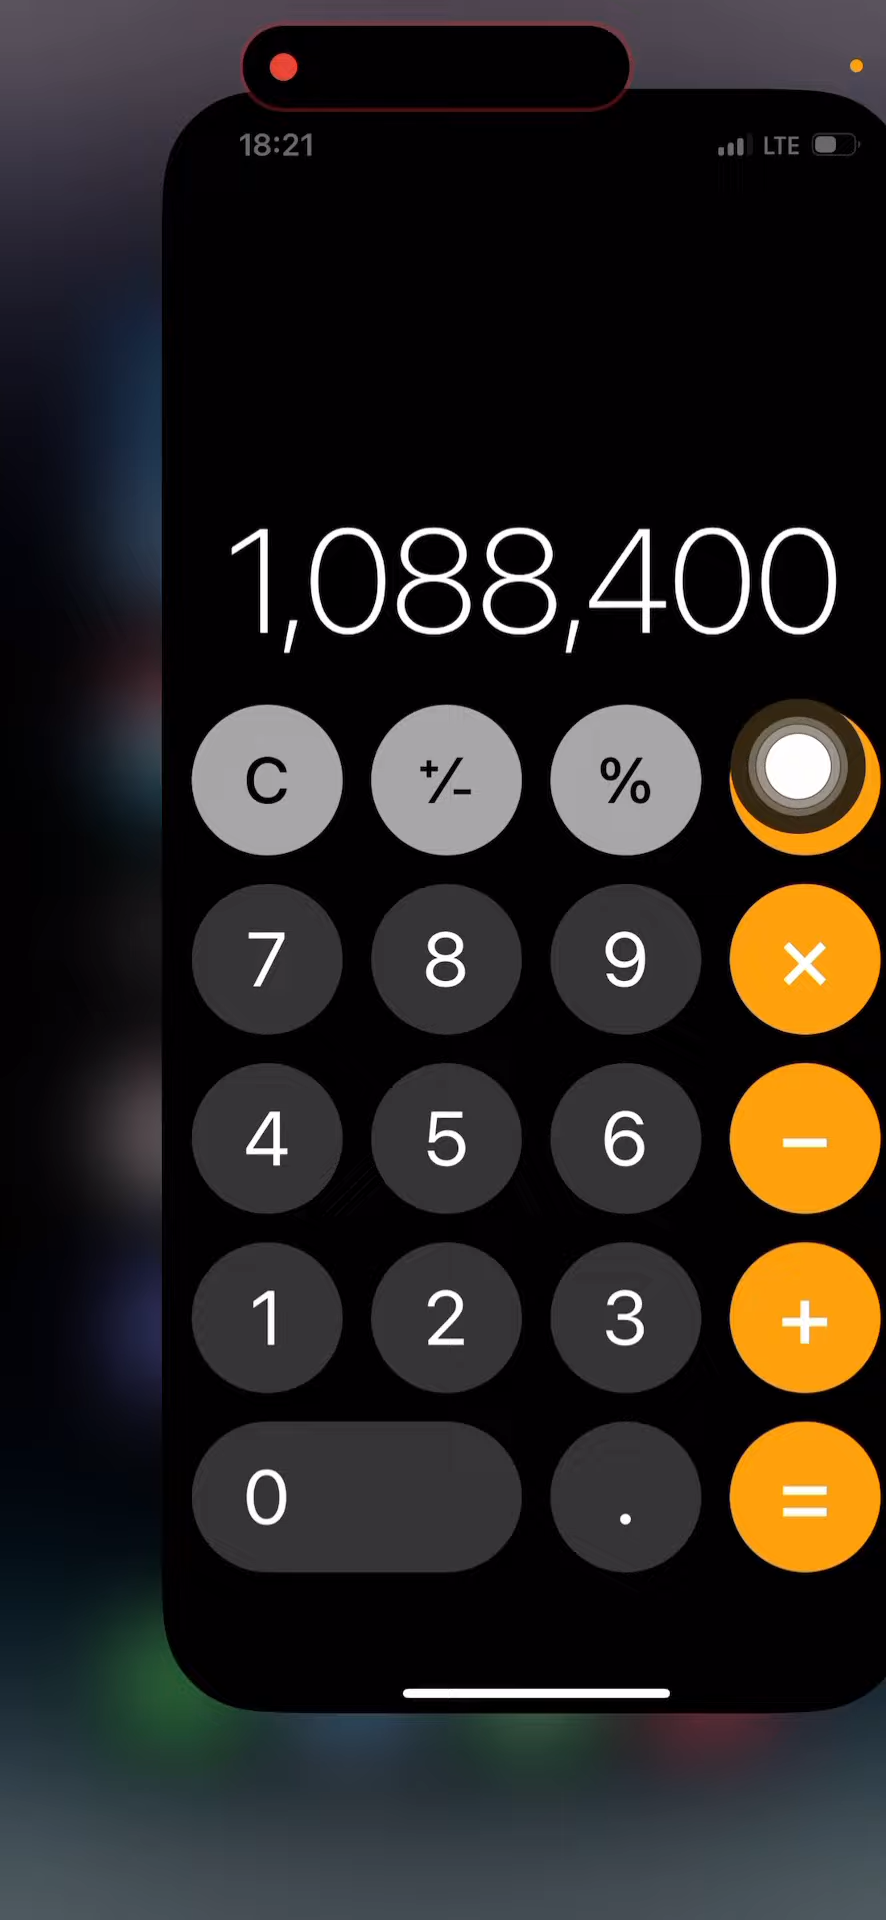 18:21 LTE
1,088,400
C +/- %
7 8 9 ×
4 5 6 −
1 2 3 +
0 . =